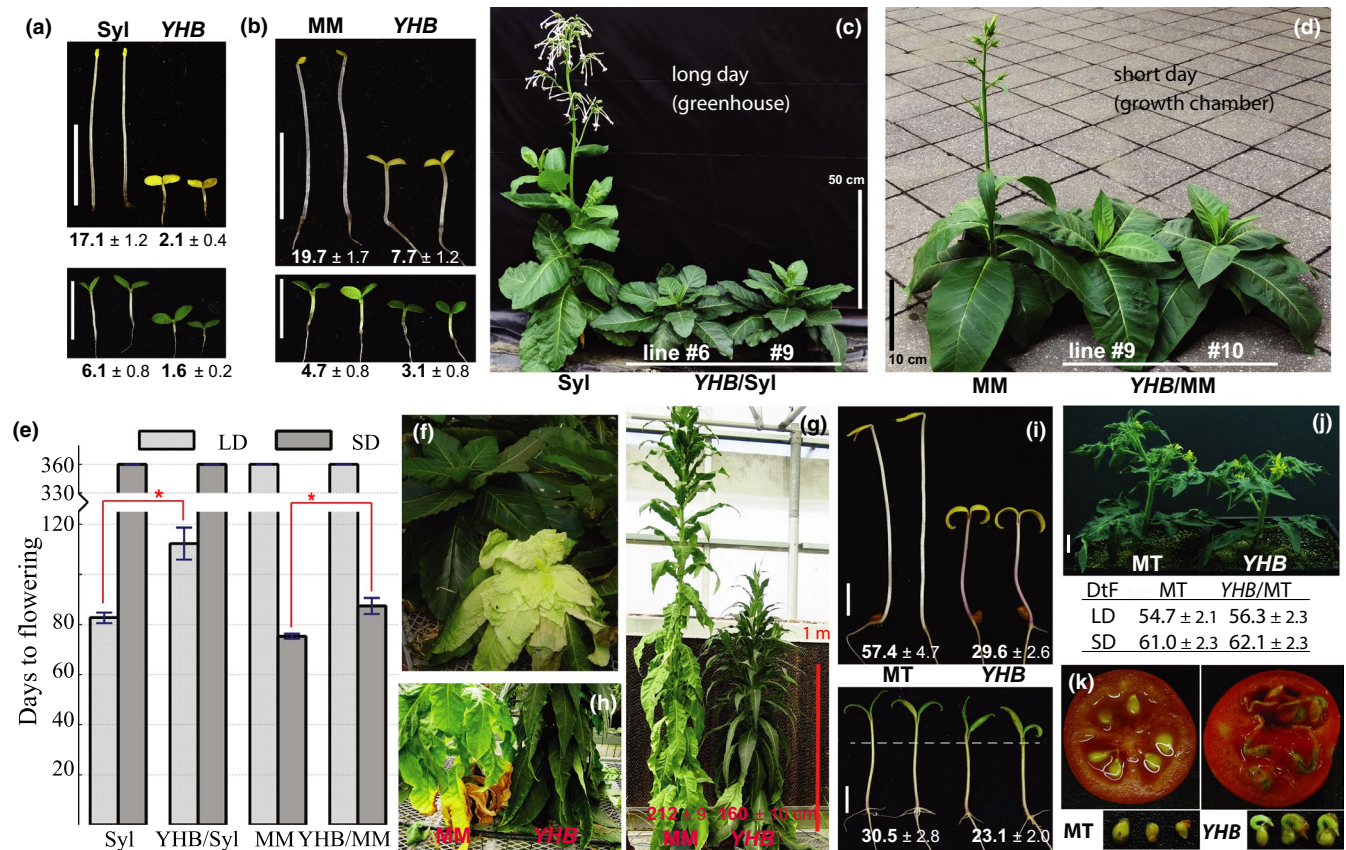 (a)
Syl YHB
17.1 ± 1.2 2.1 ± 0.4
6.1 ± 0.8 1.6 ± 0.2
(b)
MM YHB
19.7 ± 1.7 7.7 ± 1.2
4.7 ± 0.8 3.1 ± 0.8
(c)
long day
(greenhouse)
50 cm
line #6 #9
Syl YHB/Syl
(d)
short day
(growth chamber)
10 cm
line #9 #10
MM YHB/MM
(e)
LD SD
Days to flowering
360
330
120
80
60
40
20
*
*
Syl YHB/Syl MM YHB/MM
(f)
(g)
1 m
212 ± 9 160 ± 10 cm
MM YHB
(h)
MM YHB
(i)
57.4 ± 4.7 29.6 ± 2.6
MT YHB
30.5 ± 2.8 23.1 ± 2.0
(j)
MT YHB
DtF MT YHB/MT
LD 54.7 ± 2.1 56.3 ± 2.3
SD 61.0 ± 2.3 62.1 ± 2.3
(k)
MT YHB